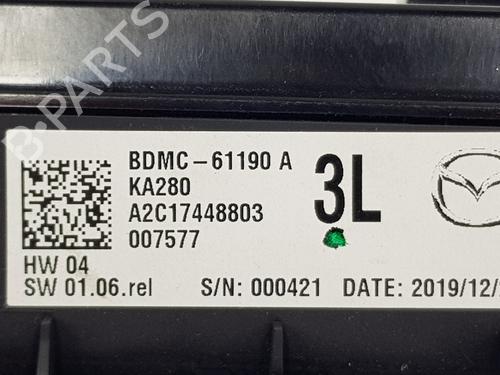 BDMC-61190 A
KA280
A2C17448803
007577
3L
HW 04
SW 01.06.rel
S/N: 000421
DATE: 2019/12/
B-PARTS